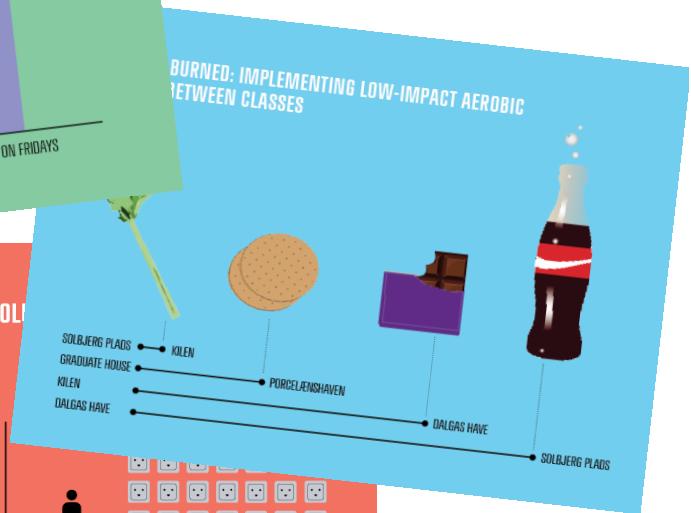 BURNED: IMPLEMENTING LOW-IMPACT AEROBIC
BETWEEN CLASSES
ON FRIDAYS
SOLBJERG PLADS
KILEN
GRADUATE HOUSE
PORCELÆNSHAVEN
KILEN
DALGAS HAVE
DALGAS HAVE
SOLBJERG PLADS